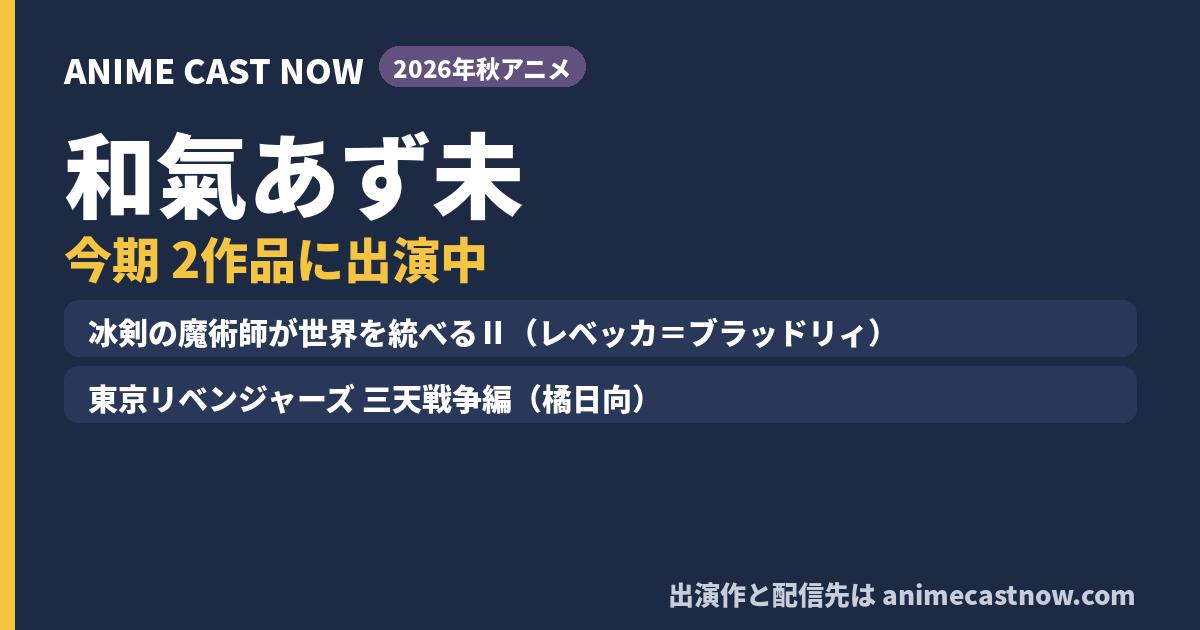 ANIME CAST NOW 2026年秋アニメ
和氣あず未
今期 2作品に出演中
冰剣の魔術師が世界を統べるⅡ（レベッカ＝ブラッドリィ）
東京リベンジャーズ 三天戦争編（橘日向）
出演作と配信先は animecastnow.com